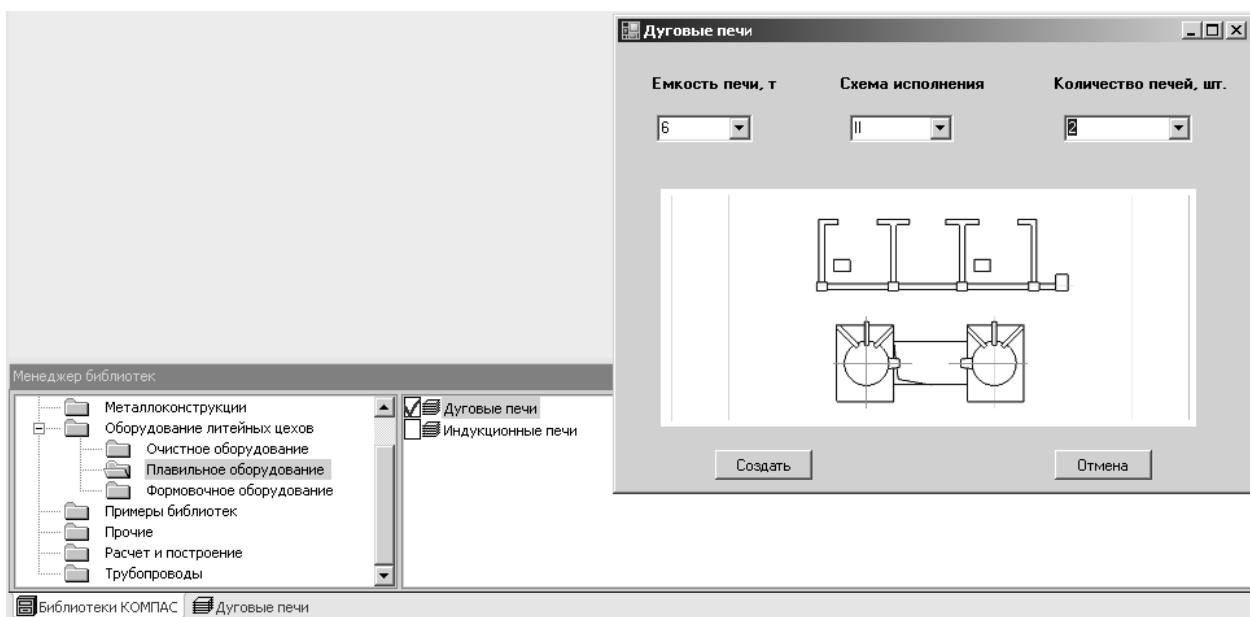 Дуговые печи
Емкость печи, т
Схема исполнения
Количество печей, шт.
6
II
2
Создать
Отмена
Менеджер библиотек
Металлоконструкции
Оборудование литейных цехов
Очистное оборудование
Плавильное оборудование
Формовочное оборудование
Примеры библиотек
Прочие
Расчет и построение
Трубопроводы
Дуговые печи
Индукционные печи
Библиотеки КОМПАС
Дуговые печи